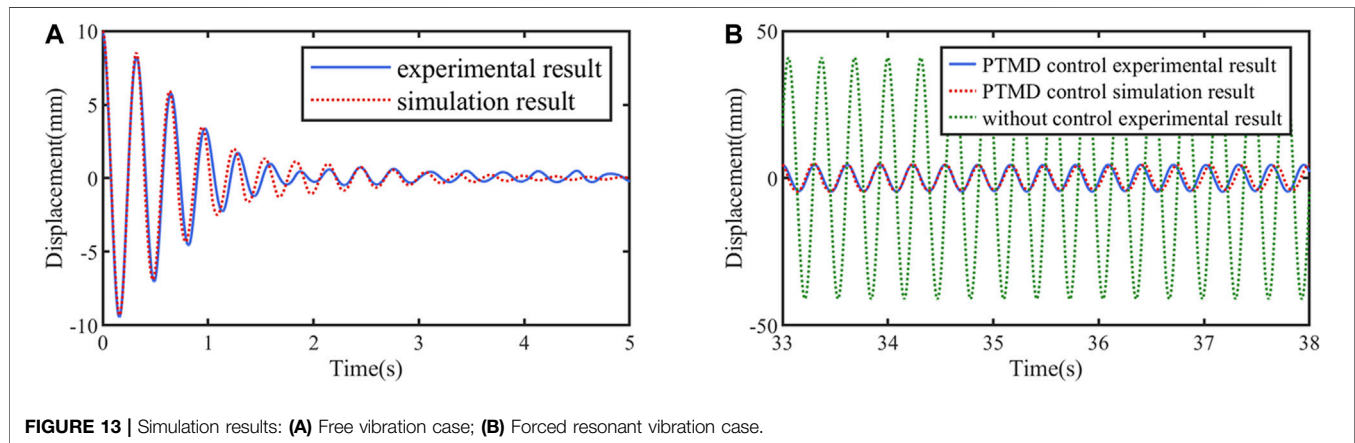 A
10
5
0
-5
-10
Displacement(mm)
experimental result
simulation result
0 1 2 3 4 5
Time(s)
B
50
0
-50
Displacement(mm)
PTMD control experimental result
PTMD control simulation result
without control experimental result
33 34 35 36 37 38
Time(s)
FIGURE 13 | Simulation results: (A) Free vibration case; (B) Forced resonant vibration case.